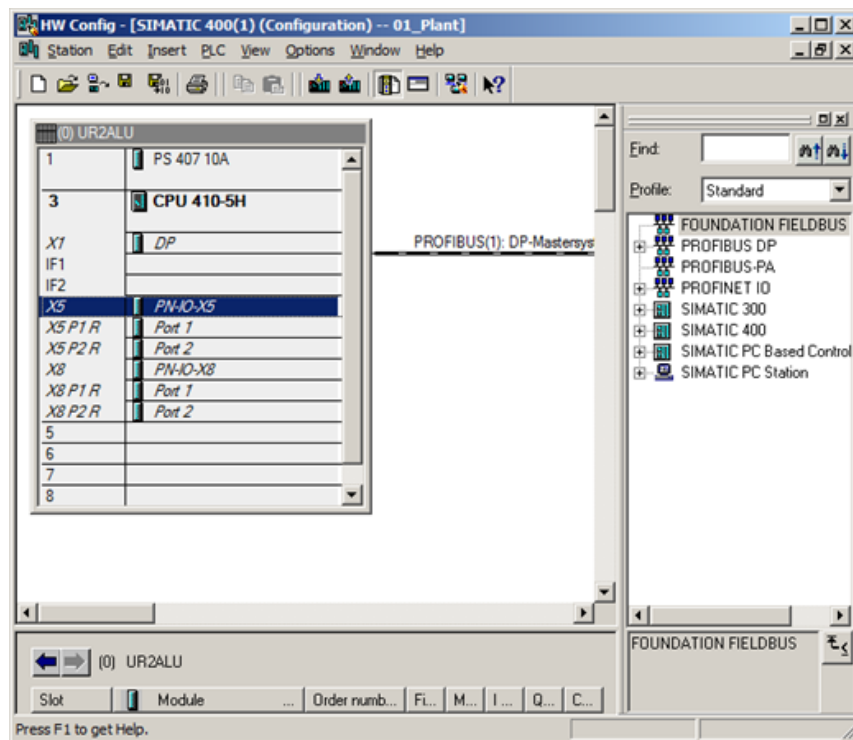 HW Config - [SIMATIC 400(1) (Configuration) -- 01_Plant]
Station Edit Insert PLC View Options Window Help
(0) UR2ALU
1 PS 407 10A
3 CPU 410-5H
X1 DP
IF1
IF2
X5 PN-IO-X5
X5 P1 R Port 1
X5 P2 R Port 2
X8 PN-IO-X8
X8 P1 R Port 1
X8 P2 R Port 2
5
6
7
8
PROFIBUS(1): DP-Mastersys
Find:
Profile: Standard
FOUNDATION FIELDBUS
PROFIBUS DP
PROFIBUS-PA
PROFINET IO
SIMATIC 300
SIMATIC 400
SIMATIC PC Based Control
SIMATIC PC Station
(0) UR2ALU
Slot Module ... Order numb... Fi... M... I ... Q... C...
FOUNDATION FIELDBUS
Press F1 to get Help.